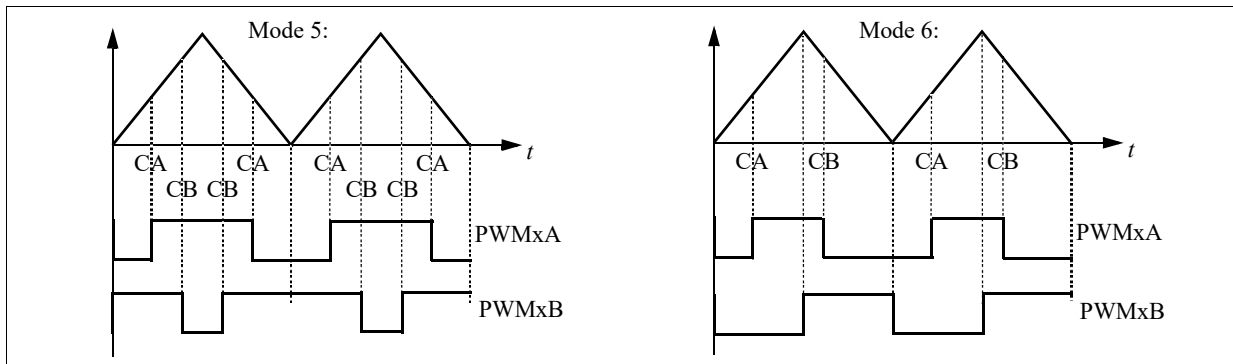 Mode 5:
t
CA CA CA CA
CB CB CB CB
PWMxA
PWMxB
Mode 6:
t
CA CB CA CB
PWMxA
PWMxB